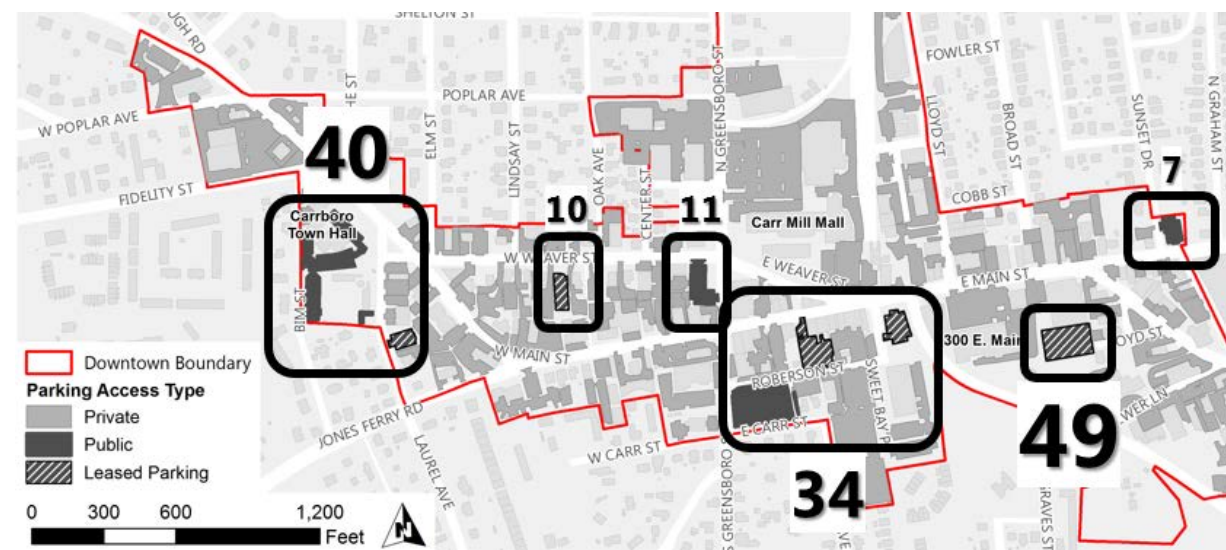 SHELTON ST
FOWLER ST
POPLAR AVE
W POPLAR AVE
ELM ST
LINDSAY ST
OAK AVE
CENTER ST
N GREENSBORO ST
LLOYD ST
BROAD ST
SUNSET DR
N GRAHAM ST
40
7
FIDELITY ST
COBB ST
10
11
Carrboro
Town Hall
Carr Mill Mall
W WEAVER ST
E WEAVER ST
E MAIN ST
BIM ST
W MAIN ST
300 E. Main
ROBERSON ST
SWEET BAY
E CARR ST
JONES FERRY RD
LAUREL AVE
W CARR ST
34
49
Downtown Boundary
Parking Access Type
Private
Public
Leased Parking
0 300 600 1,200
Feet
N